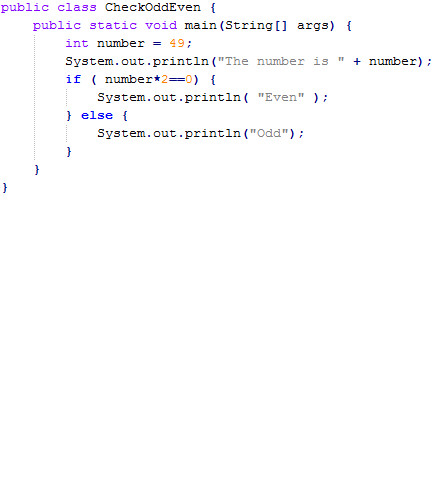 public class CheckOddEven {
    public static void main(String[] args) {
        int number = 49;
        System.out.println("The number is " + number);
        if ( number*2==0) {
            System.out.println( "Even" );
        } else {
            System.out.println("Odd");
        }
    }
}